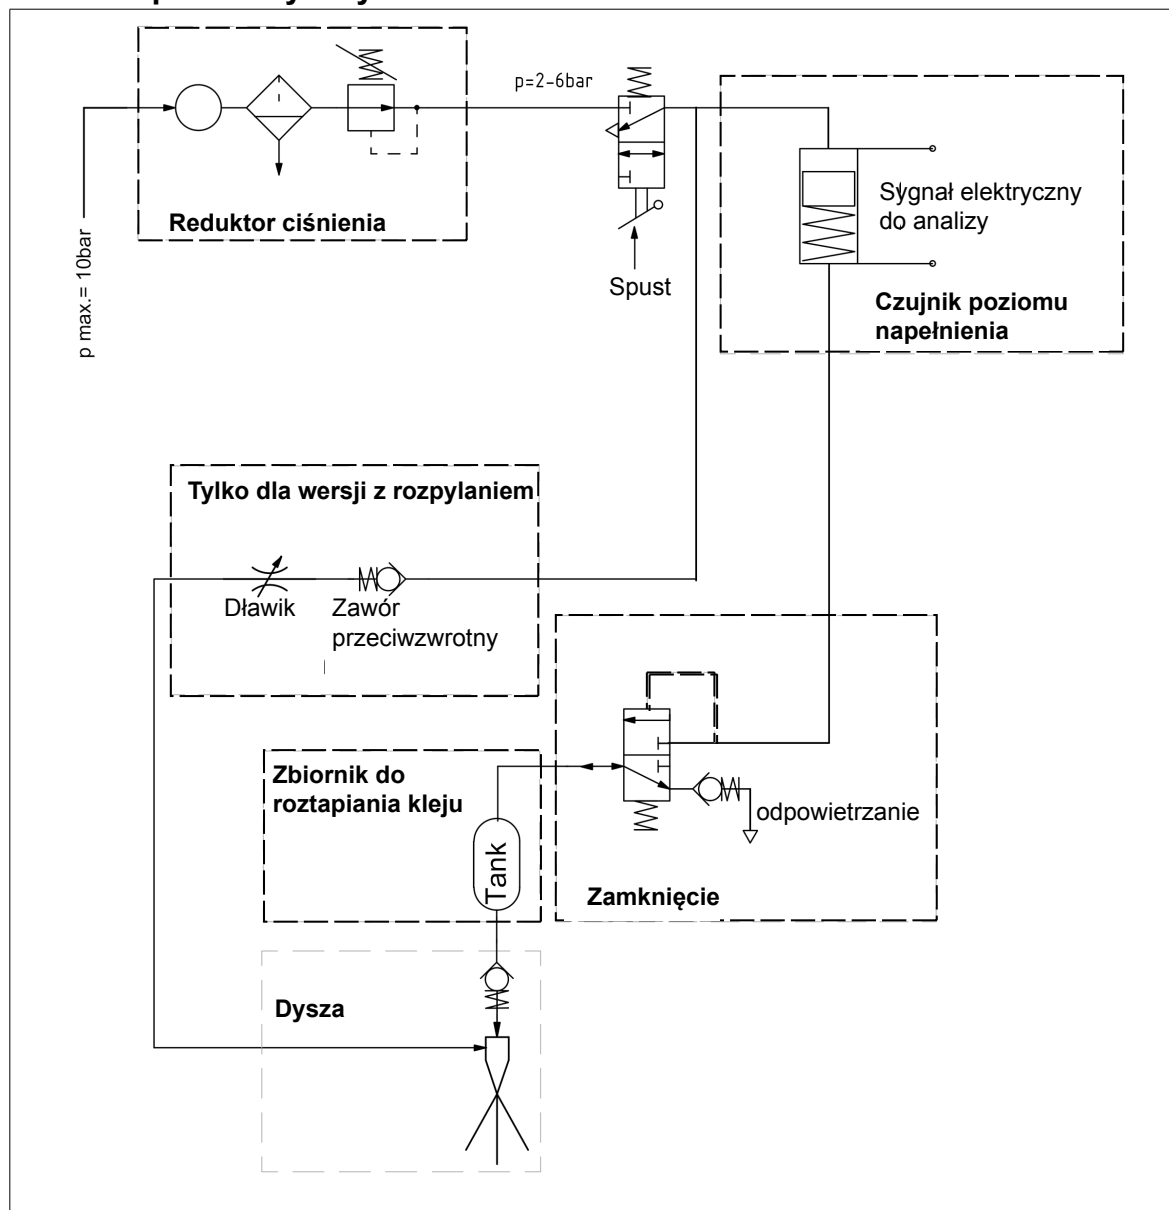 p=2-6bar
Reduktor ciśnienia
p max.= 10bar
Spust
Sygnał elektryczny
do analizy
Czujnik poziomu
napełnienia
Tylko dla wersji z rozpylaniem
Dławik
Zawór
przeciwzwrotny
Zbiornik do
roztapiania kleju
Tank
odpowietrzanie
Zamknięcie
Dysza